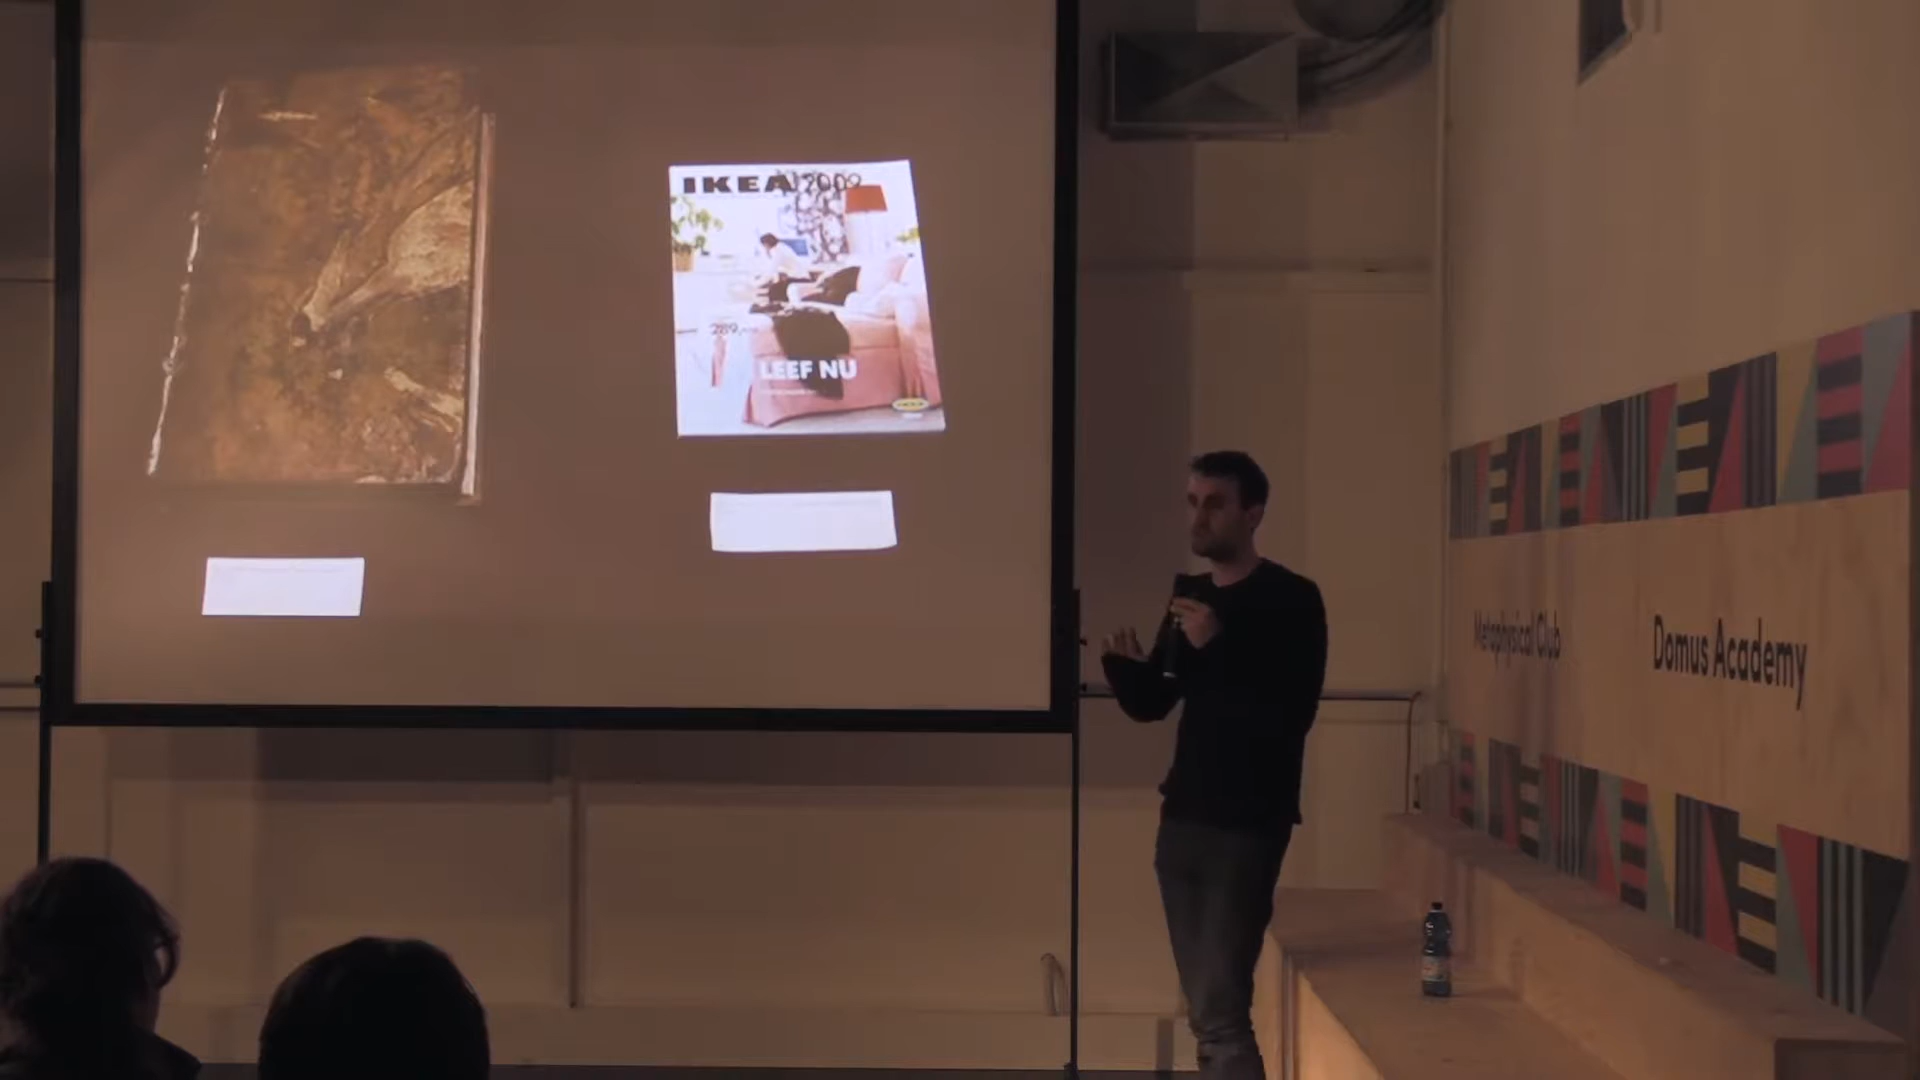 IKEA 2009
289,
LEEF NU
Metaphysical Club
Domus Academy